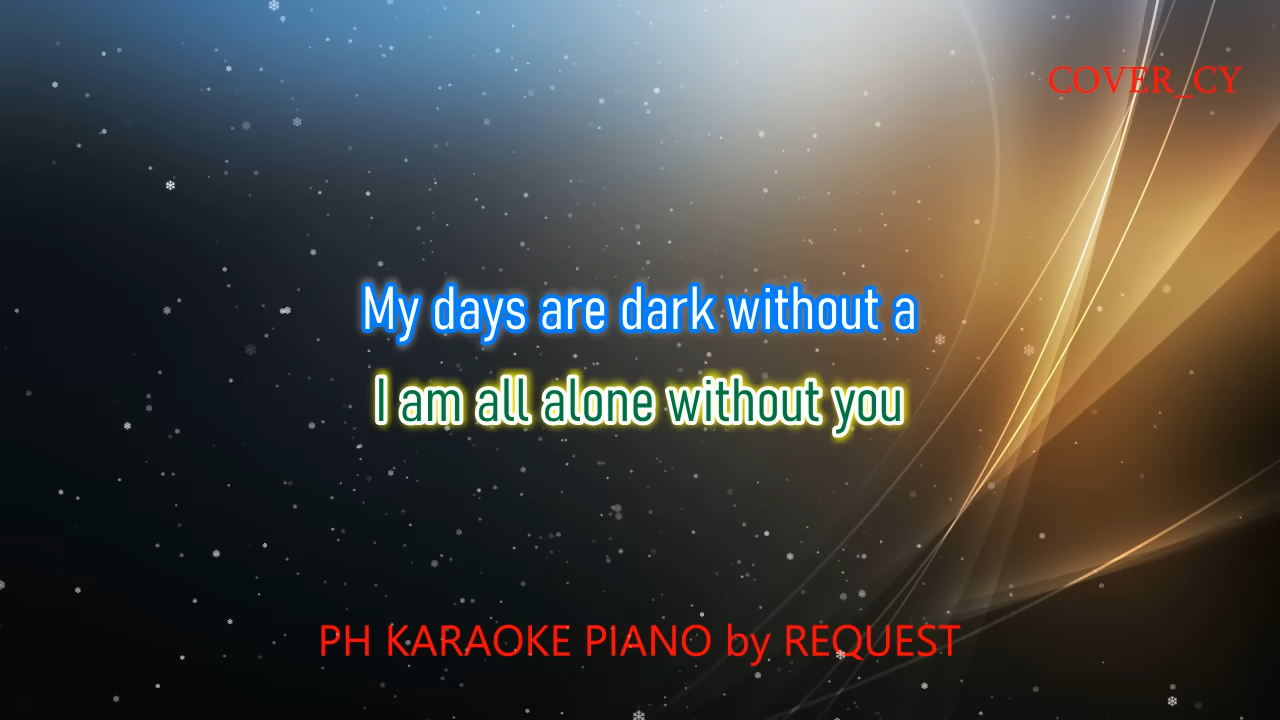 COVER_CY
My days are dark without a
I am all alone without you
PH KARAOKE PIANO by REQUEST